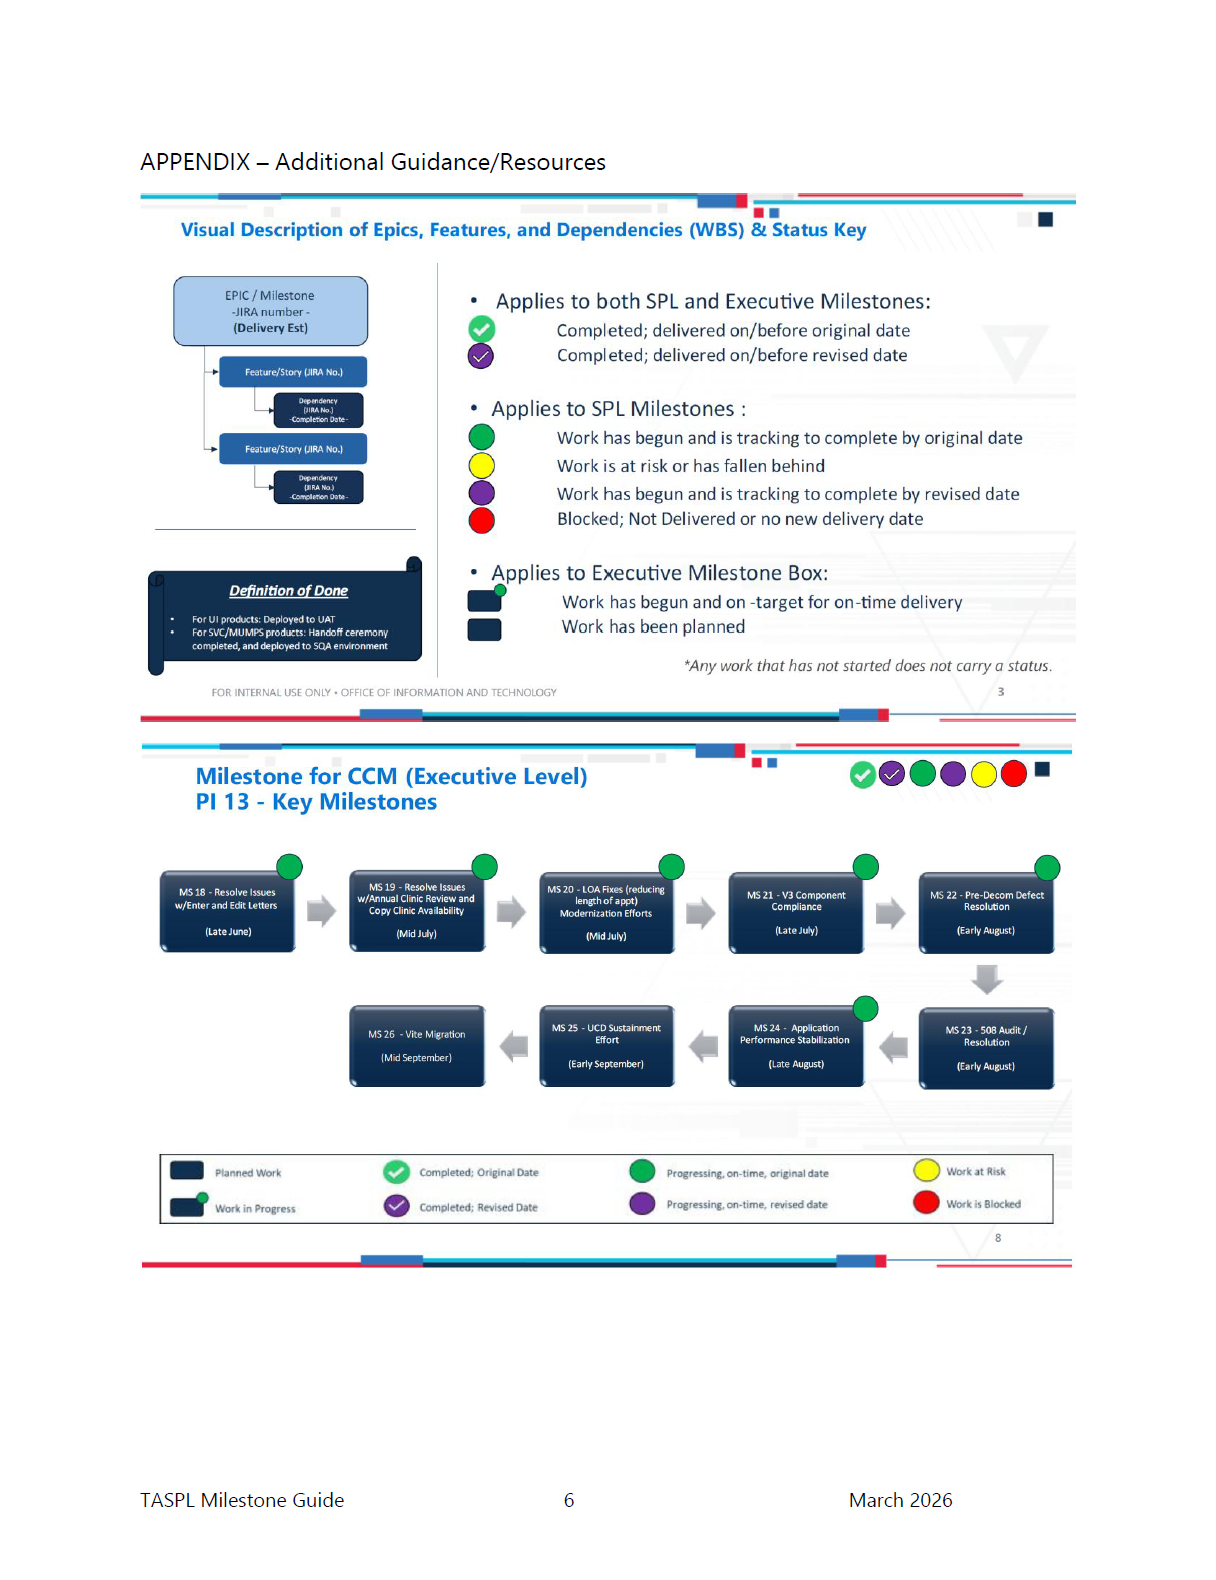 APPENDIX – Additional Guidance/Resources
Visual Description of Epics, Features, and Dependencies (WBS) & Status Key
EPIC / Milestone
-JIRA number -
(Delivery Est)
Feature/Story (JIRA No.)
Dependency
(JIRA No.)
-Completion Date-
Feature/Story (JIRA No.)
Dependency
(JIRA No.)
-Completion Date-
Definition of Done
• For UI products: Deployed to UAT
• For SVC/MUMPS products: Handoff ceremony
completed, and deployed to SQA environment
• Applies to both SPL and Executive Milestones:
Completed; delivered on/before original date
Completed; delivered on/before revised date
• Applies to SPL Milestones :
Work has begun and is tracking to complete by original date
Work is at risk or has fallen behind
Work has begun and is tracking to complete by revised date
Blocked; Not Delivered or no new delivery date
• Applies to Executive Milestone Box:
Work has begun and on -target for on-time delivery
Work has been planned
*Any work that has not started does not carry a status.
FOR INTERNAL USE ONLY • OFFICE OF INFORMATION AND TECHNOLOGY
3
Milestone for CCM (Executive Level)
PI 13 - Key Milestones
MS 18 - Resolve Issues
w/Enter and Edit Letters
(Late June)
MS 19 - Resolve Issues
w/Annual Clinic Review and
Copy Clinic Availability
(Mid July)
MS 20 - LOA Fixes (reducing
length of appt)
Modernization Efforts
(Mid July)
MS 21 - V3 Component
Compliance
(Late July)
MS 22 - Pre-Decom Defect
Resolution
(Early August)
MS 23 - 508 Audit /
Resolution
(Early August)
MS 24 - Application
Performance Stabilization
(Late August)
MS 25 - UCD Sustainment
Effort
(Early September)
MS 26 - Vite Migration
(Mid September)
Planned Work
Completed; Original Date
Progressing, on-time, original date
Work at Risk
Work in Progress
Completed; Revised Date
Progressing, on-time, revised date
Work is Blocked
8
TASPL Milestone Guide
6
March 2026